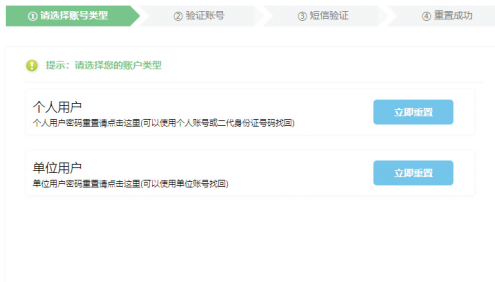 ① 请选择账号类型
② 验证账号
③ 短信验证
④ 重置成功
提示：请选择您的账户类型
个人用户
个人用户密码重置请点击这里(可以使用个人账号或二代身份证号码找回)
立即重置
单位用户
单位用户密码重置请点击这里(可以使用单位账号找回)
立即重置